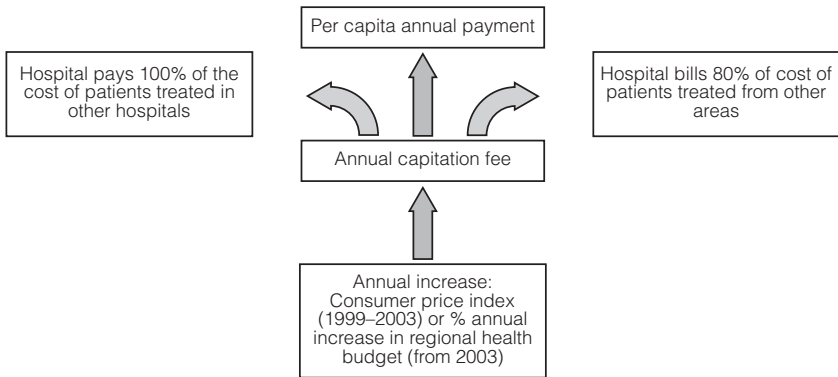 Per capita annual payment
Hospital pays 100% of the
cost of patients treated in
other hospitals
Hospital bills 80% of cost of
patients treated from other
areas
Annual capitation fee
Annual increase:
Consumer price index
(1999–2003) or % annual
increase in regional health
budget (from 2003)